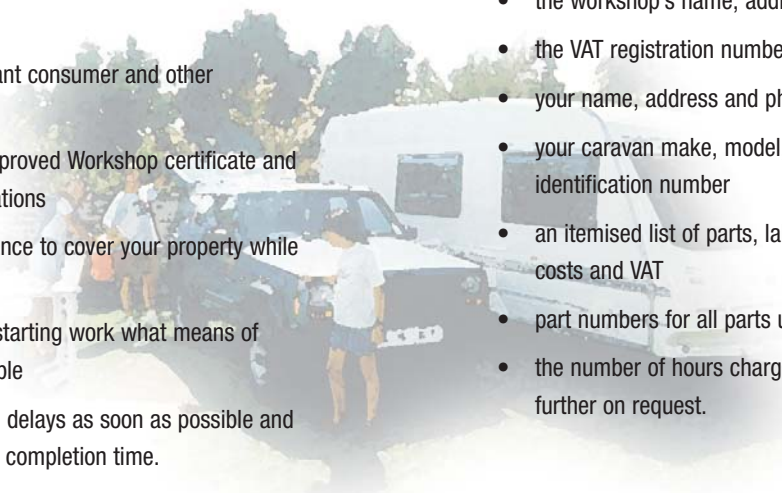 ant consumer and other
proved Workshop certificate and
ations
nce to cover your property while
starting work what means of
ble
delays as soon as possible and
completion time.
• the workshop's name, addr
• the VAT registration numbe
• your name, address and ph
• your caravan make, model
identification number
• an itemised list of parts, la
costs and VAT
• part numbers for all parts u
• the number of hours charg
further on request.